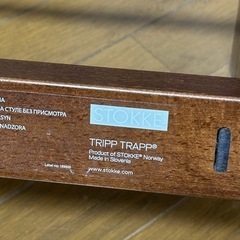 А СТУЛЕ БЕЗ ПРИСМОТРА
SYN
NADZORA
STOKKE
TRIPP TRAPP®
Product of STOKKE® Norway
Made in Slovenia
www.stokke.com